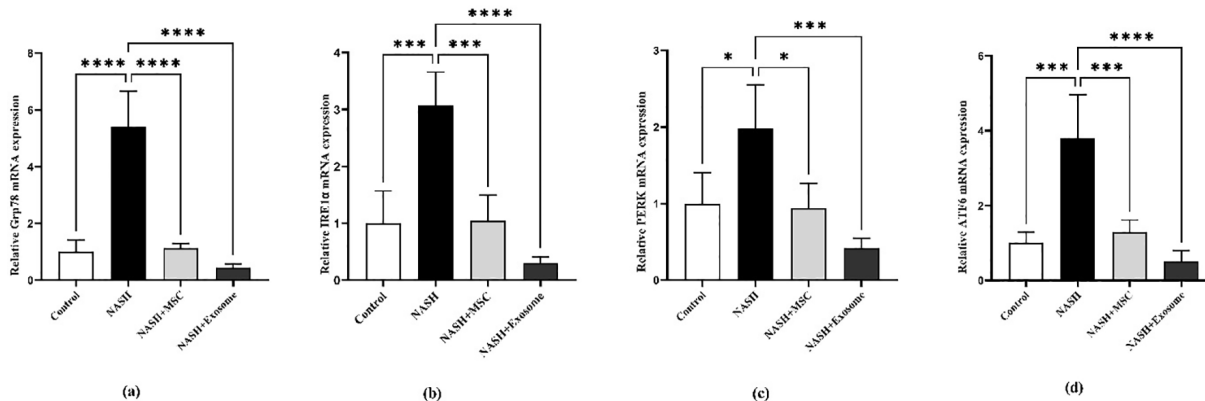 ****
**** ****
Relative Grp78 mRNA expression
8
6
4
2
0
Control
NASH
NASH+MSC
NASH+Exosome
(a)
****
*** ***
Relative IRE1α mRNA expression
4
3
2
1
0
Control
NASH
NASH+MSC
NASH+Exosome
(b)
***
* *
Relative PERK mRNA expression
3
2
1
0
Control
NASH
NASH+MSC
NASH+Exosome
(c)
****
*** ***
Relative ATF6 mRNA expression
6
4
2
0
Control
NASH
NASH+MSC
NASH+Exosome
(d)